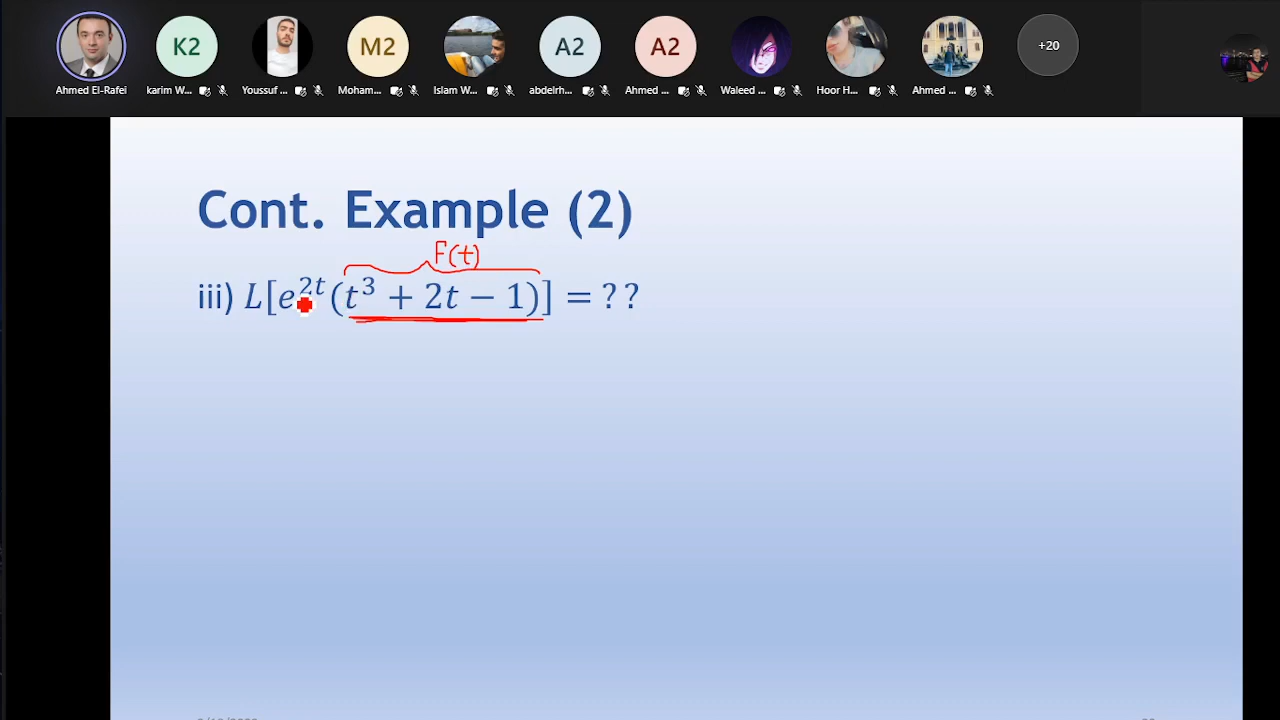 K2 M2 A2 A2 +20
Ahmed El-Rafei karim W... Youssuf ... Moham... Islam W... abdelrh... Ahmed ... Waleed ... Hoor H... Ahmed ...
Cont. Example (2)
F(t)
iii) L[e^{2t}(t^3 + 2t − 1)] = ? ?